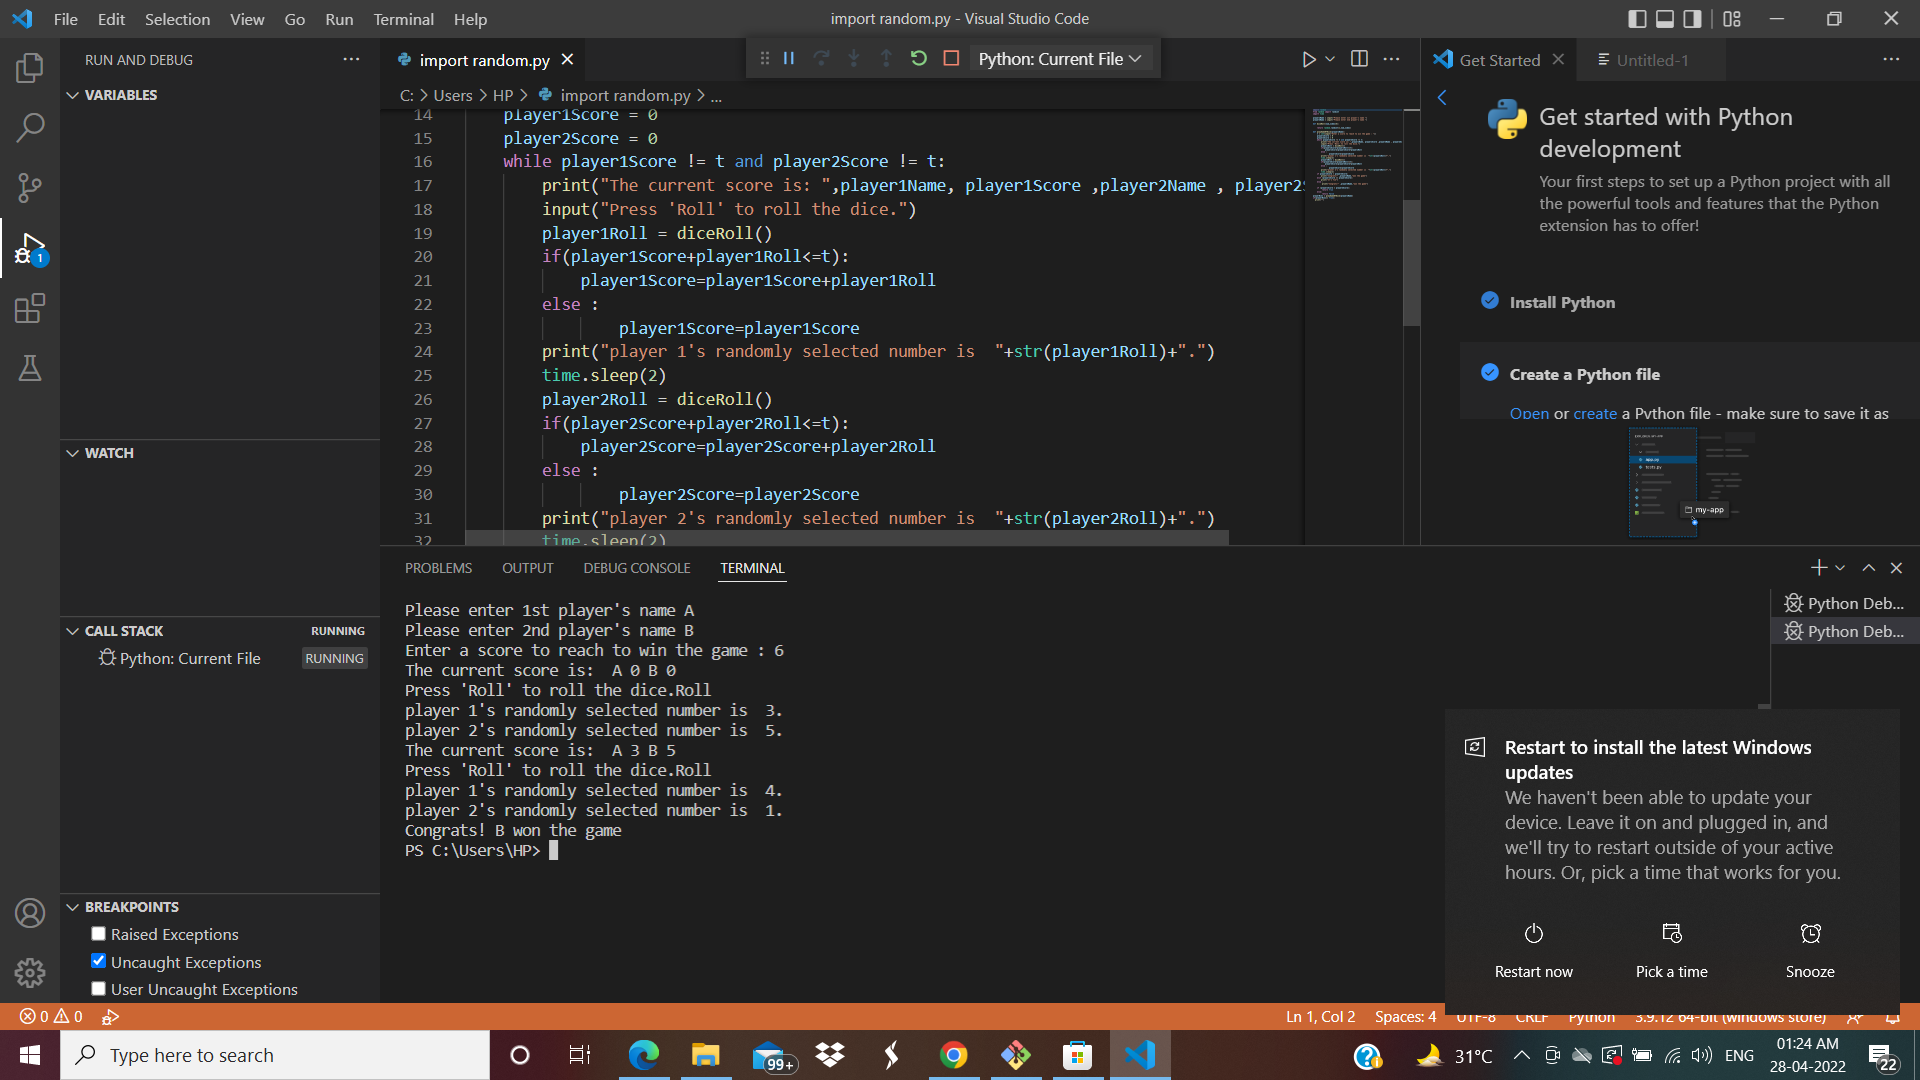 File Edit Selection View Go Run Terminal Help
import random.py - Visual Studio Code
RUN AND DEBUG
VARIABLES
WATCH
CALL STACK RUNNING
Python: Current File RUNNING
BREAKPOINTS
Raised Exceptions
Uncaught Exceptions
User Uncaught Exceptions
import random.py
Python: Current File
C: > Users > HP > import random.py > ...
14 player1Score = 0
15 player2Score = 0
16 while player1Score != t and player2Score != t:
17 print("The current score is: ",player1Name, player1Score ,player2Name , player2S
18 input("Press 'Roll' to roll the dice.")
19 player1Roll = diceRoll()
20 if(player1Score+player1Roll<=t):
21 player1Score=player1Score+player1Roll
22 else :
23 player1Score=player1Score
24 print("player 1's randomly selected number is  "+str(player1Roll)+".")
25 time.sleep(2)
26 player2Roll = diceRoll()
27 if(player2Score+player2Roll<=t):
28 player2Score=player2Score+player2Roll
29 else :
30 player2Score=player2Score
31 print("player 2's randomly selected number is  "+str(player2Roll)+".")
32 time.sleep(2)
Get Started Untitled-1
Get started with Python
development
Your first steps to set up a Python project with all
the powerful tools and features that the Python
extension has to offer!
Install Python
Create a Python file
Open or create a Python file - make sure to save it as
my-app
PROBLEMS OUTPUT DEBUG CONSOLE TERMINAL
Please enter 1st player's name A
Please enter 2nd player's name B
Enter a score to reach to win the game : 6
The current score is:  A 0 B 0
Press 'Roll' to roll the dice.Roll
player 1's randomly selected number is  3.
player 2's randomly selected number is  5.
The current score is:  A 3 B 5
Press 'Roll' to roll the dice.Roll
player 1's randomly selected number is  4.
player 2's randomly selected number is  1.
Congrats! B won the game
PS C:\Users\HP>
Python Deb...
Python Deb...
Restart to install the latest Windows
updates
We haven't been able to update your
device. Leave it on and plugged in, and
we'll try to restart outside of your active
hours. Or, pick a time that works for you.
Restart now Pick a time Snooze
0 0
Ln 1, Col 2 Spaces: 4 UTF-8 CRLF Python 3.9.12 64-bit (windows store)
1
Type here to search
99+
31°C ENG
01:24 AM
28-04-2022
22